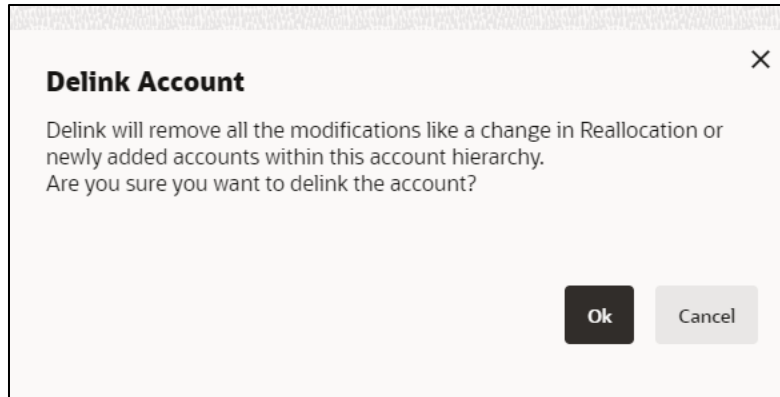 Delink Account
Delink will remove all the modifications like a change in Reallocation or
newly added accounts within this account hierarchy.
Are you sure you want to delink the account?
Ok
Cancel